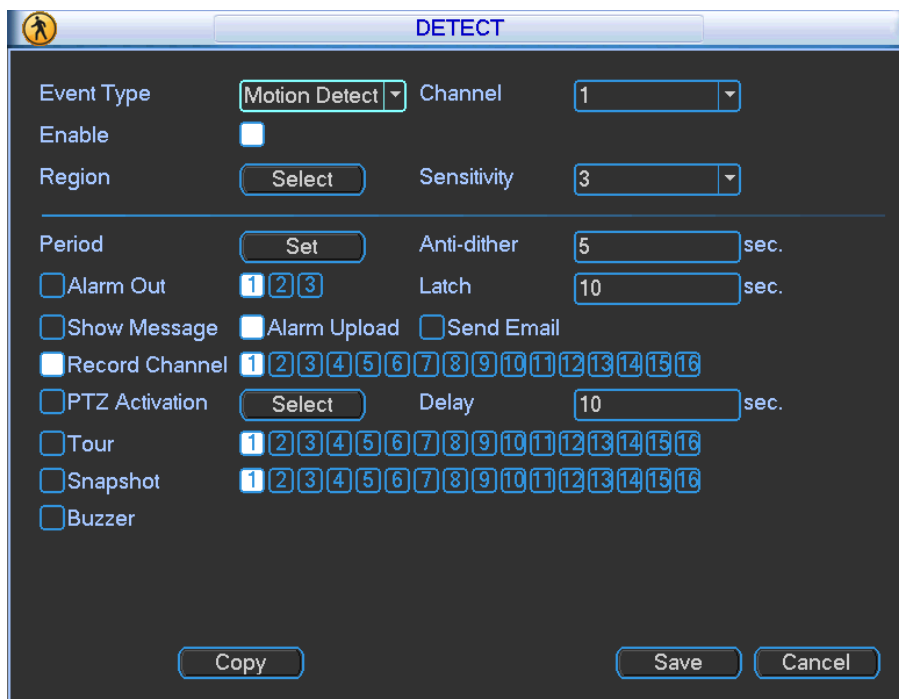 DETECT
Event Type Motion Detect Channel 1
Enable
Region Select Sensitivity 3
Period Set Anti-dither 5 sec.
Alarm Out 1 2 3 Latch 10 sec.
Show Message Alarm Upload Send Email
Record Channel 1 2 3 4 5 6 7 8 9 10 11 12 13 14 15 16
PTZ Activation Select Delay 10 sec.
Tour 1 2 3 4 5 6 7 8 9 10 11 12 13 14 15 16
Snapshot 1 2 3 4 5 6 7 8 9 10 11 12 13 14 15 16
Buzzer
Copy Save Cancel